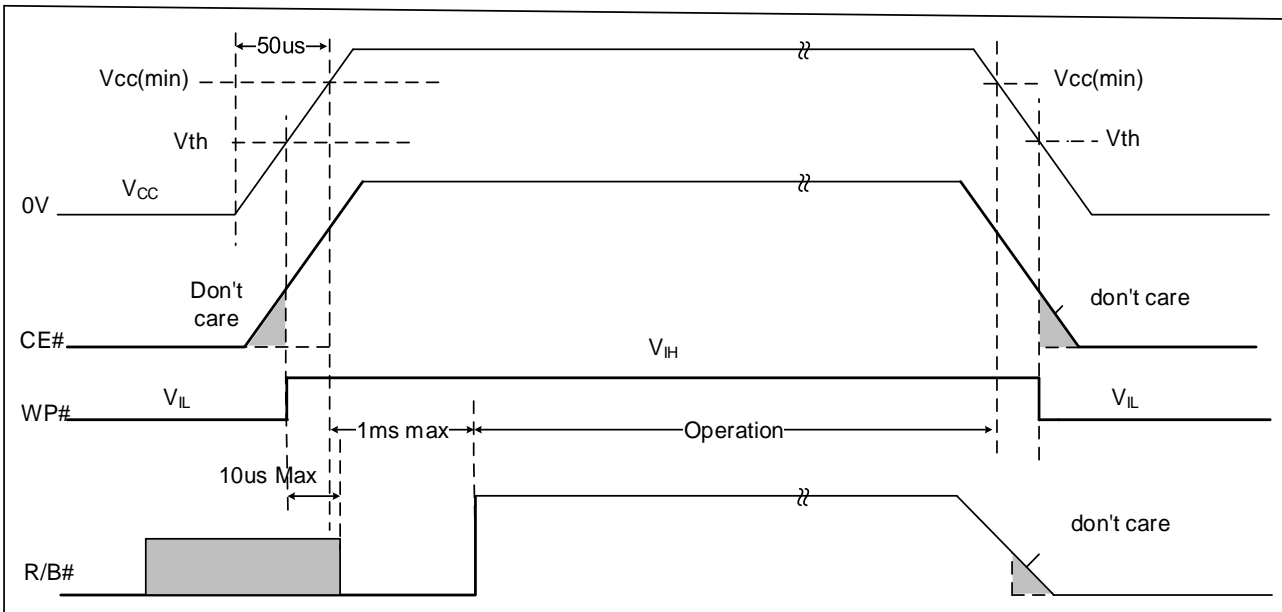 50us
Vcc(min)
Vcc(min)
Vth
Vth
VCC
0V
Don't
care
don't care
CE#
VIH
VIL
VIL
WP#
1ms max
Operation
10us Max
don't care
R/B#